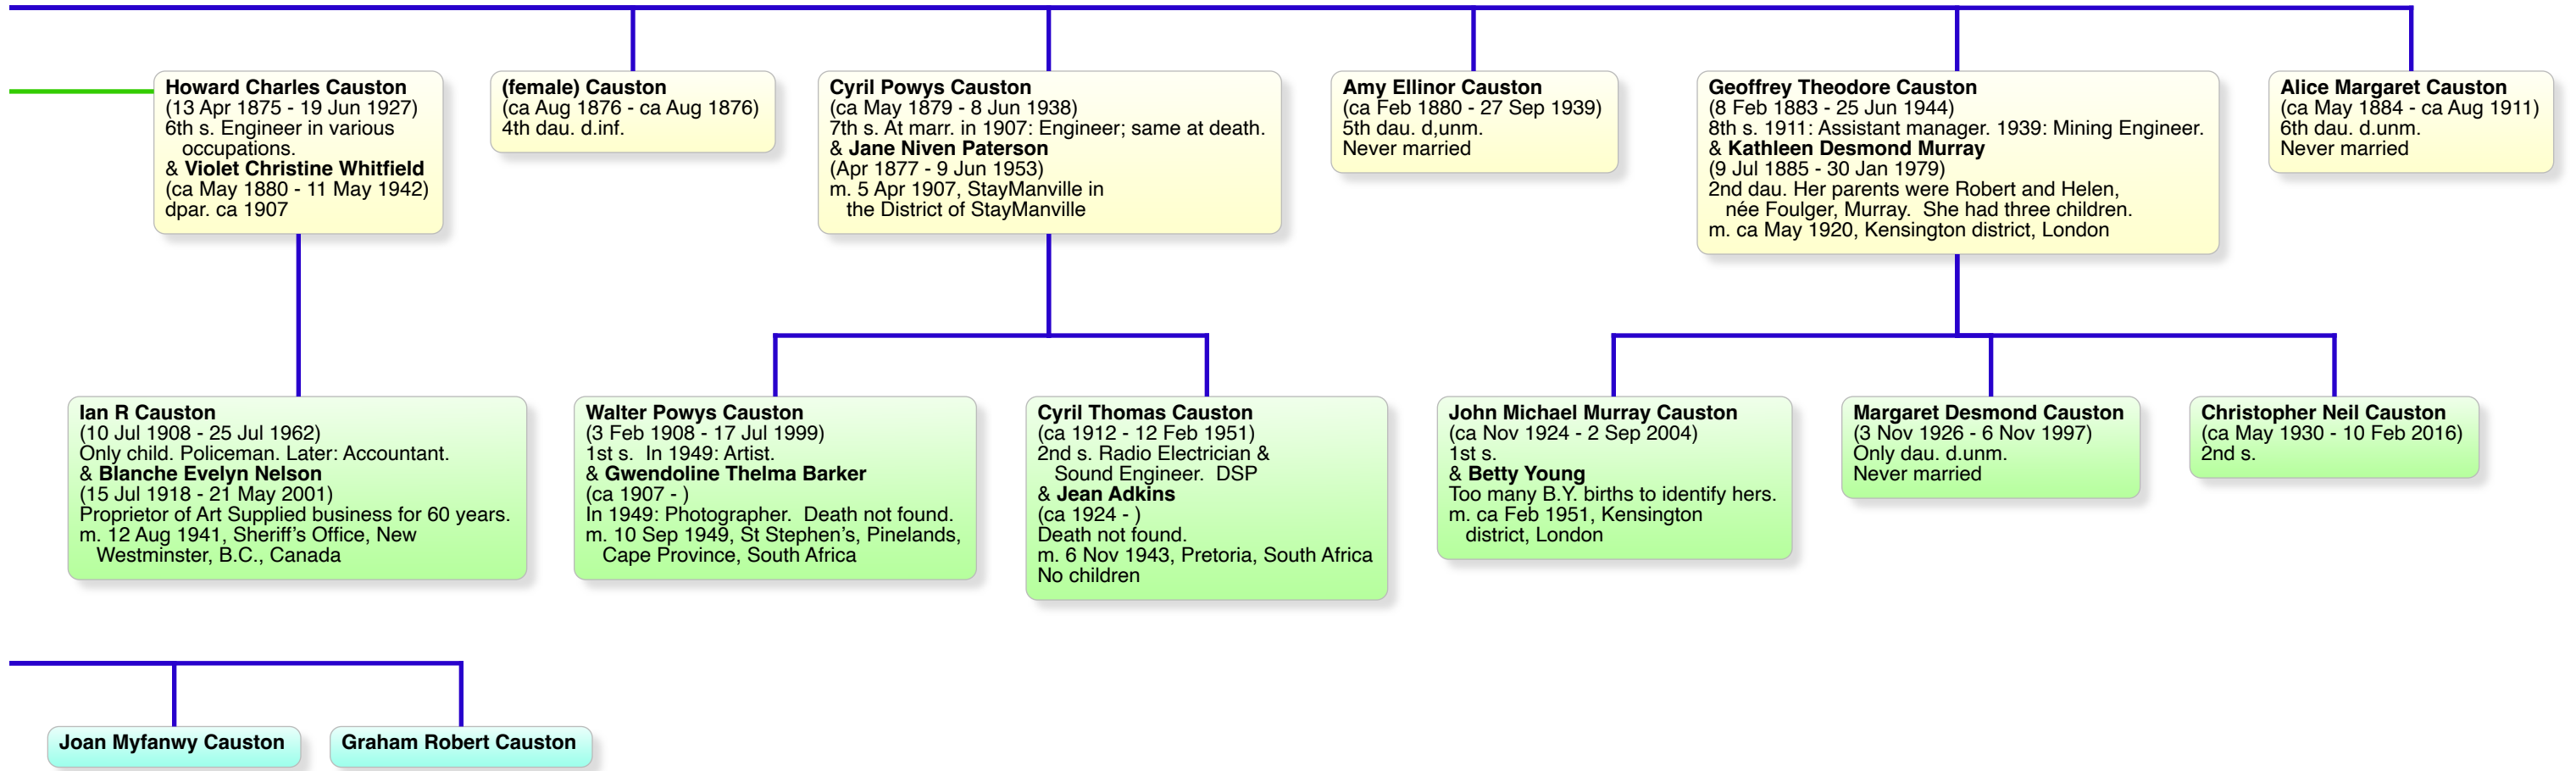 Howard Charles Causton
(13 Apr 1875 - 19 Jun 1927)
6th s. Engineer in various
occupations.
& Violet Christine Whitfield
(ca May 1880 - 11 May 1942)
dpar. ca 1907
(female) Causton
(ca Aug 1876 - ca Aug 1876)
4th dau. d.inf.
Cyril Powys Causton
(ca May 1879 - 8 Jun 1938)
7th s. At marr. in 1907: Engineer; same at death.
& Jane Niven Paterson
(Apr 1877 - 9 Jun 1953)
m. 5 Apr 1907, StayManville in
the District of StayManville
Amy Ellinor Causton
(ca Feb 1880 - 27 Sep 1939)
5th dau. d,unm.
Never married
Geoffrey Theodore Causton
(8 Feb 1883 - 25 Jun 1944)
8th s. 1911: Assistant manager. 1939: Mining Engineer.
& Kathleen Desmond Murray
(9 Jul 1885 - 30 Jan 1979)
2nd dau. Her parents were Robert and Helen,
née Foulger, Murray.  She had three children.
m. ca May 1920, Kensington district, London
Alice Margaret Causton
(ca May 1884 - ca Aug 1911)
6th dau. d.unm.
Never married
Ian R Causton
(10 Jul 1908 - 25 Jul 1962)
Only child. Policeman. Later: Accountant.
& Blanche Evelyn Nelson
(15 Jul 1918 - 21 May 2001)
Proprietor of Art Supplied business for 60 years.
m. 12 Aug 1941, Sheriff's Office, New
Westminster, B.C., Canada
Walter Powys Causton
(3 Feb 1908 - 17 Jul 1999)
1st s.  In 1949: Artist.
& Gwendoline Thelma Barker
(ca 1907 - )
In 1949: Photographer.  Death not found.
m. 10 Sep 1949, St Stephen's, Pinelands,
Cape Province, South Africa
Cyril Thomas Causton
(ca 1912 - 12 Feb 1951)
2nd s. Radio Electrician &
Sound Engineer.  DSP
& Jean Adkins
(ca 1924 - )
Death not found.
m. 6 Nov 1943, Pretoria, South Africa
No children
John Michael Murray Causton
(ca Nov 1924 - 2 Sep 2004)
1st s.
& Betty Young
Too many B.Y. births to identify hers.
m. ca Feb 1951, Kensington
district, London
Margaret Desmond Causton
(3 Nov 1926 - 6 Nov 1997)
Only dau. d.unm.
Never married
Christopher Neil Causton
(ca May 1930 - 10 Feb 2016)
2nd s.
Joan Myfanwy Causton
Graham Robert Causton